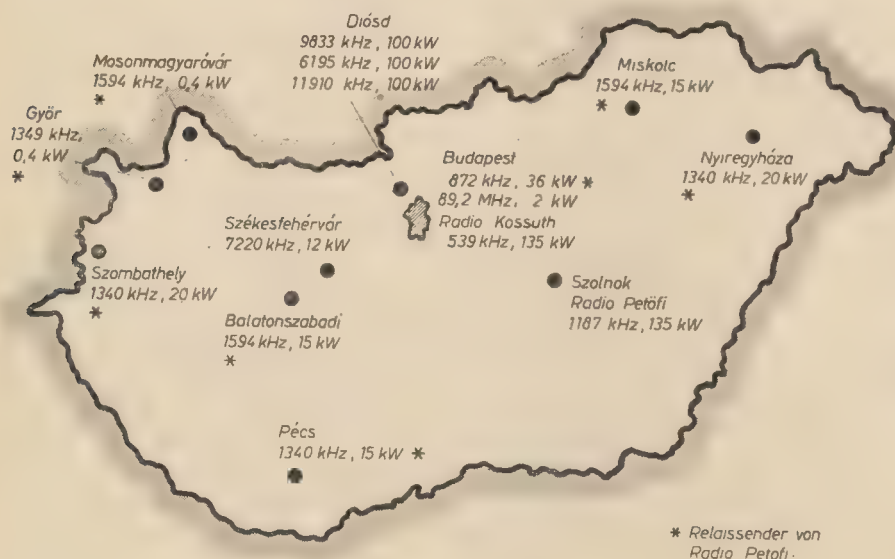 Diósd
9833 kHz, 100 kW
6195 kHz, 100 kW
11910 kHz, 100 kW
Mosonmagyaróvár
1594 kHz, 0,4 kW
*
Miskolc
1594 kHz, 15 kW
*
Győr
1349 kHz,
0,4 kW
*
Budapest
872 kHz, 36 kW *
89,2 MHz, 2 kW
Radio Kossuth
539 kHz, 135 kW
Nyiregyháza
1340 kHz, 20 kW
*
Székesfehérvár
7220 kHz, 12 kW
Szombathely
1340 kHz, 20 kW
*
Szolnok
Radio Petőfi
1187 kHz, 135 kW
Balatonszabadi
1594 kHz, 15 kW
*
Pécs
1340 kHz, 15 kW *
* Relaissender von
Radio Petőfi